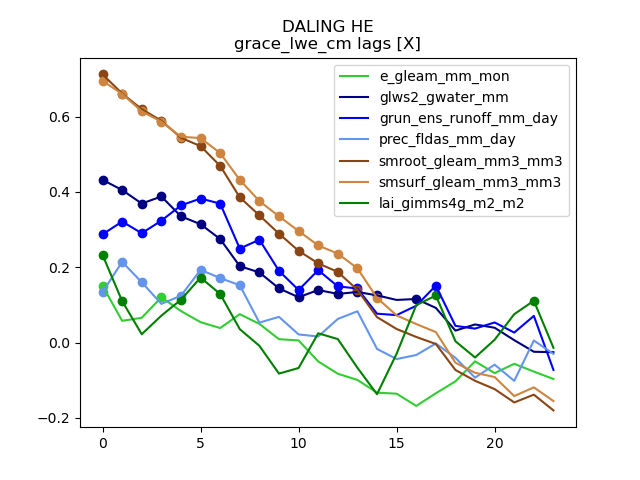 DALING HE
grace_lwe_cm lags [X]
e_gleam_mm_mon
glws2_gwater_mm
grun_ens_runoff_mm_day
prec_fldas_mm_day
smroot_gleam_mm3_mm3
smsurf_gleam_mm3_mm3
lai_gimms4g_m2_m2
0.6
0.4
0.2
0.0
−0.2
0 5 10 15 20